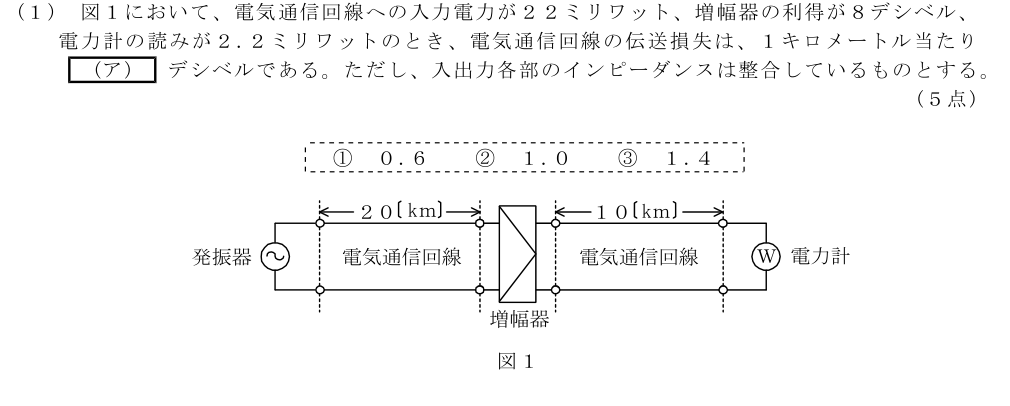 （１） 図１において、電気通信回線への入力電力が２２ミリワット、増幅器の利得が８デシベル、
電力計の読みが２．２ミリワットのとき、電気通信回線の伝送損失は、１キロメートル当たり
（ア） デシベルである。ただし、入出力各部のインピーダンスは整合しているものとする。
（５点）
① ０．６ ② １．０ ③ １．４
２０〔km〕 １０〔km〕
発振器 電気通信回線 電気通信回線 W 電力計
増幅器
図１